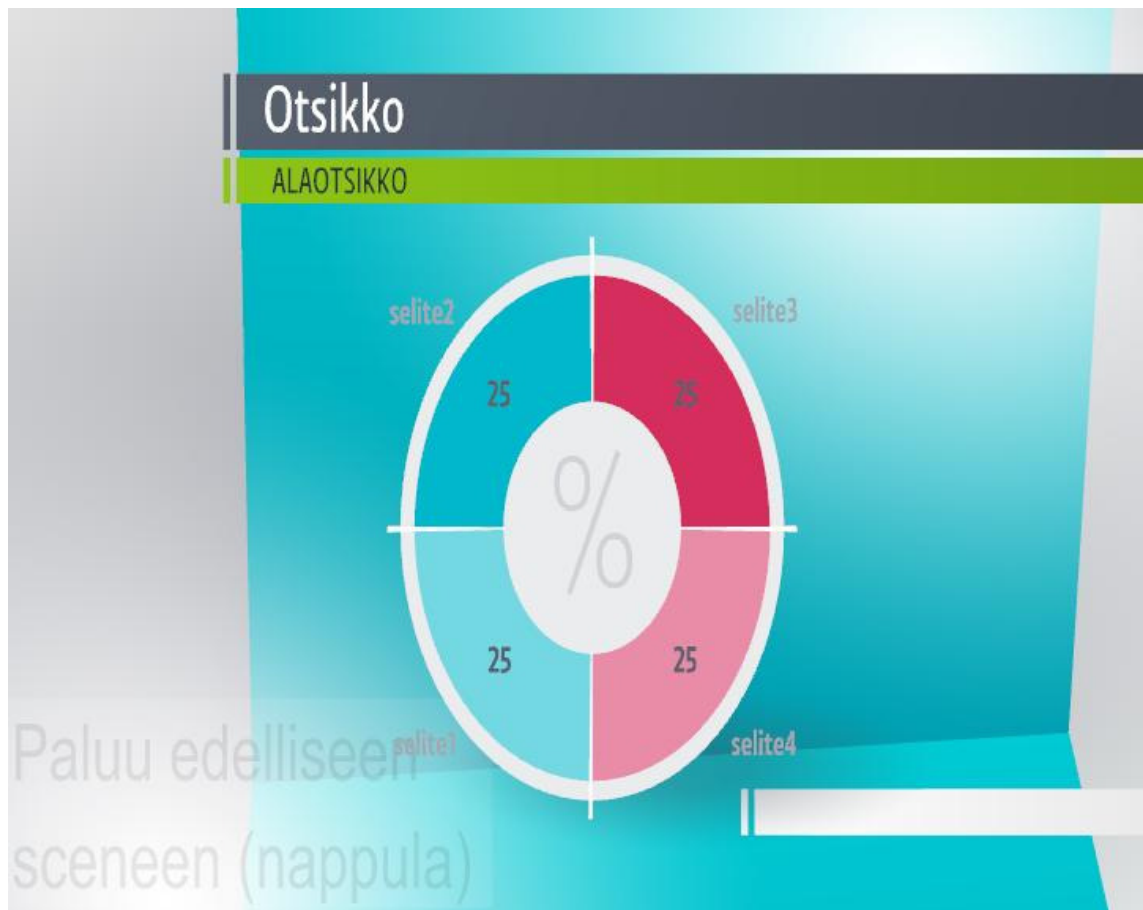 Otsikko
ALAOTSIKKO
selite2
selite3
25
25
%
25
25
selite1
selite4
Paluu edelliseen
sceneen (nappula)